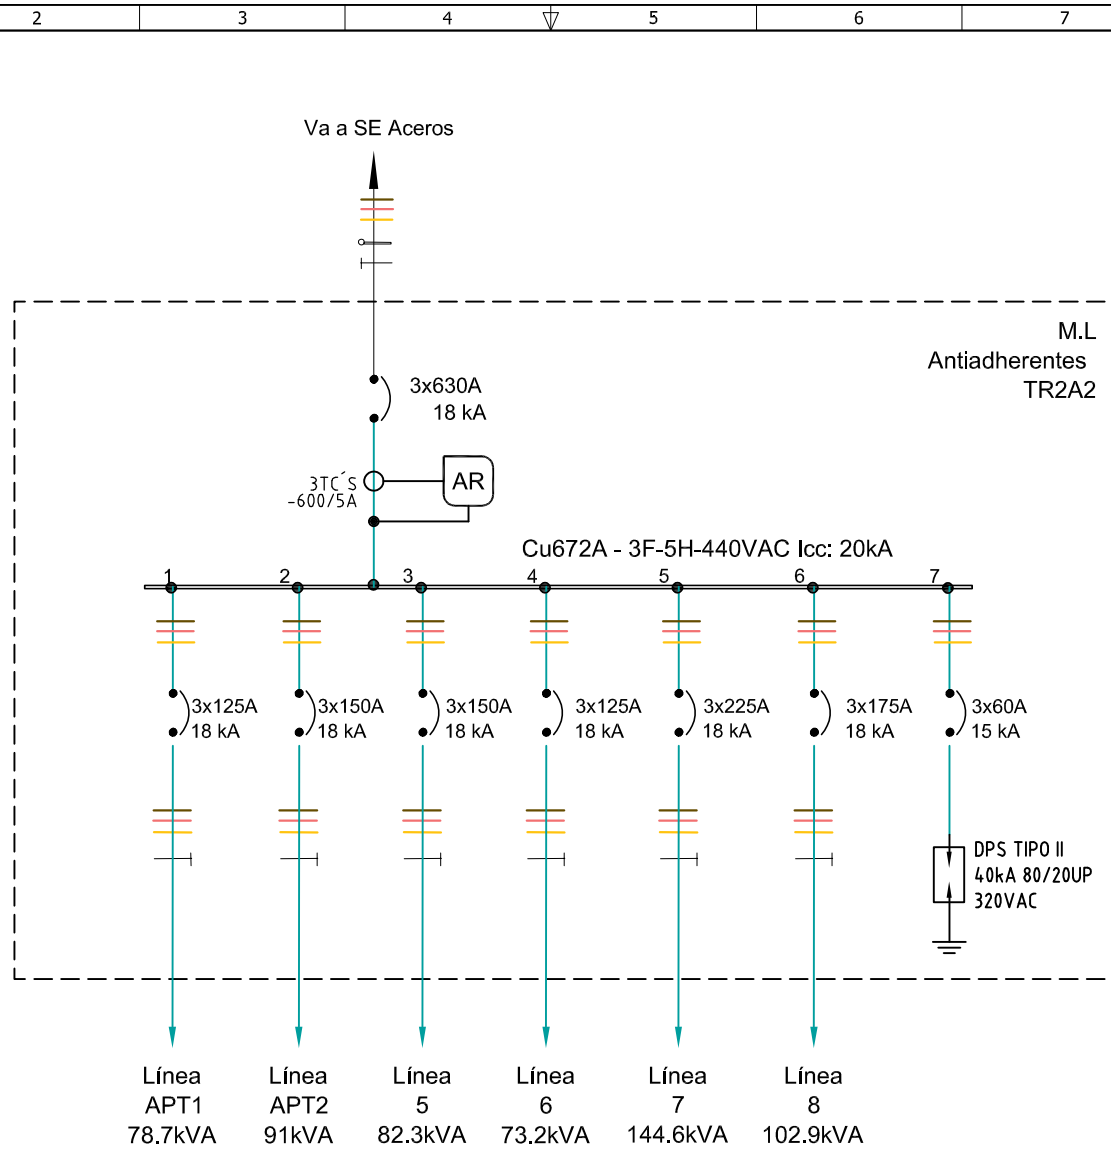 2 3 4 5 6 7
Va a SE Aceros
M.L
Antiadherentes
TR2A2
3x630A
18 kA
3TC´S
-600/5A
AR
Cu672A - 3F-5H-440VAC Icc: 20kA
1 2 3 4 5 6 7
3x125A
18 kA
3x150A
18 kA
3x150A
18 kA
3x125A
18 kA
3x225A
18 kA
3x175A
18 kA
3x60A
15 kA
DPS TIPO II
40kA 80/20UP
320VAC
Línea
APT1
78.7kVA
Línea
APT2
91kVA
Línea
5
82.3kVA
Línea
6
73.2kVA
Línea
7
144.6kVA
Línea
8
102.9kVA